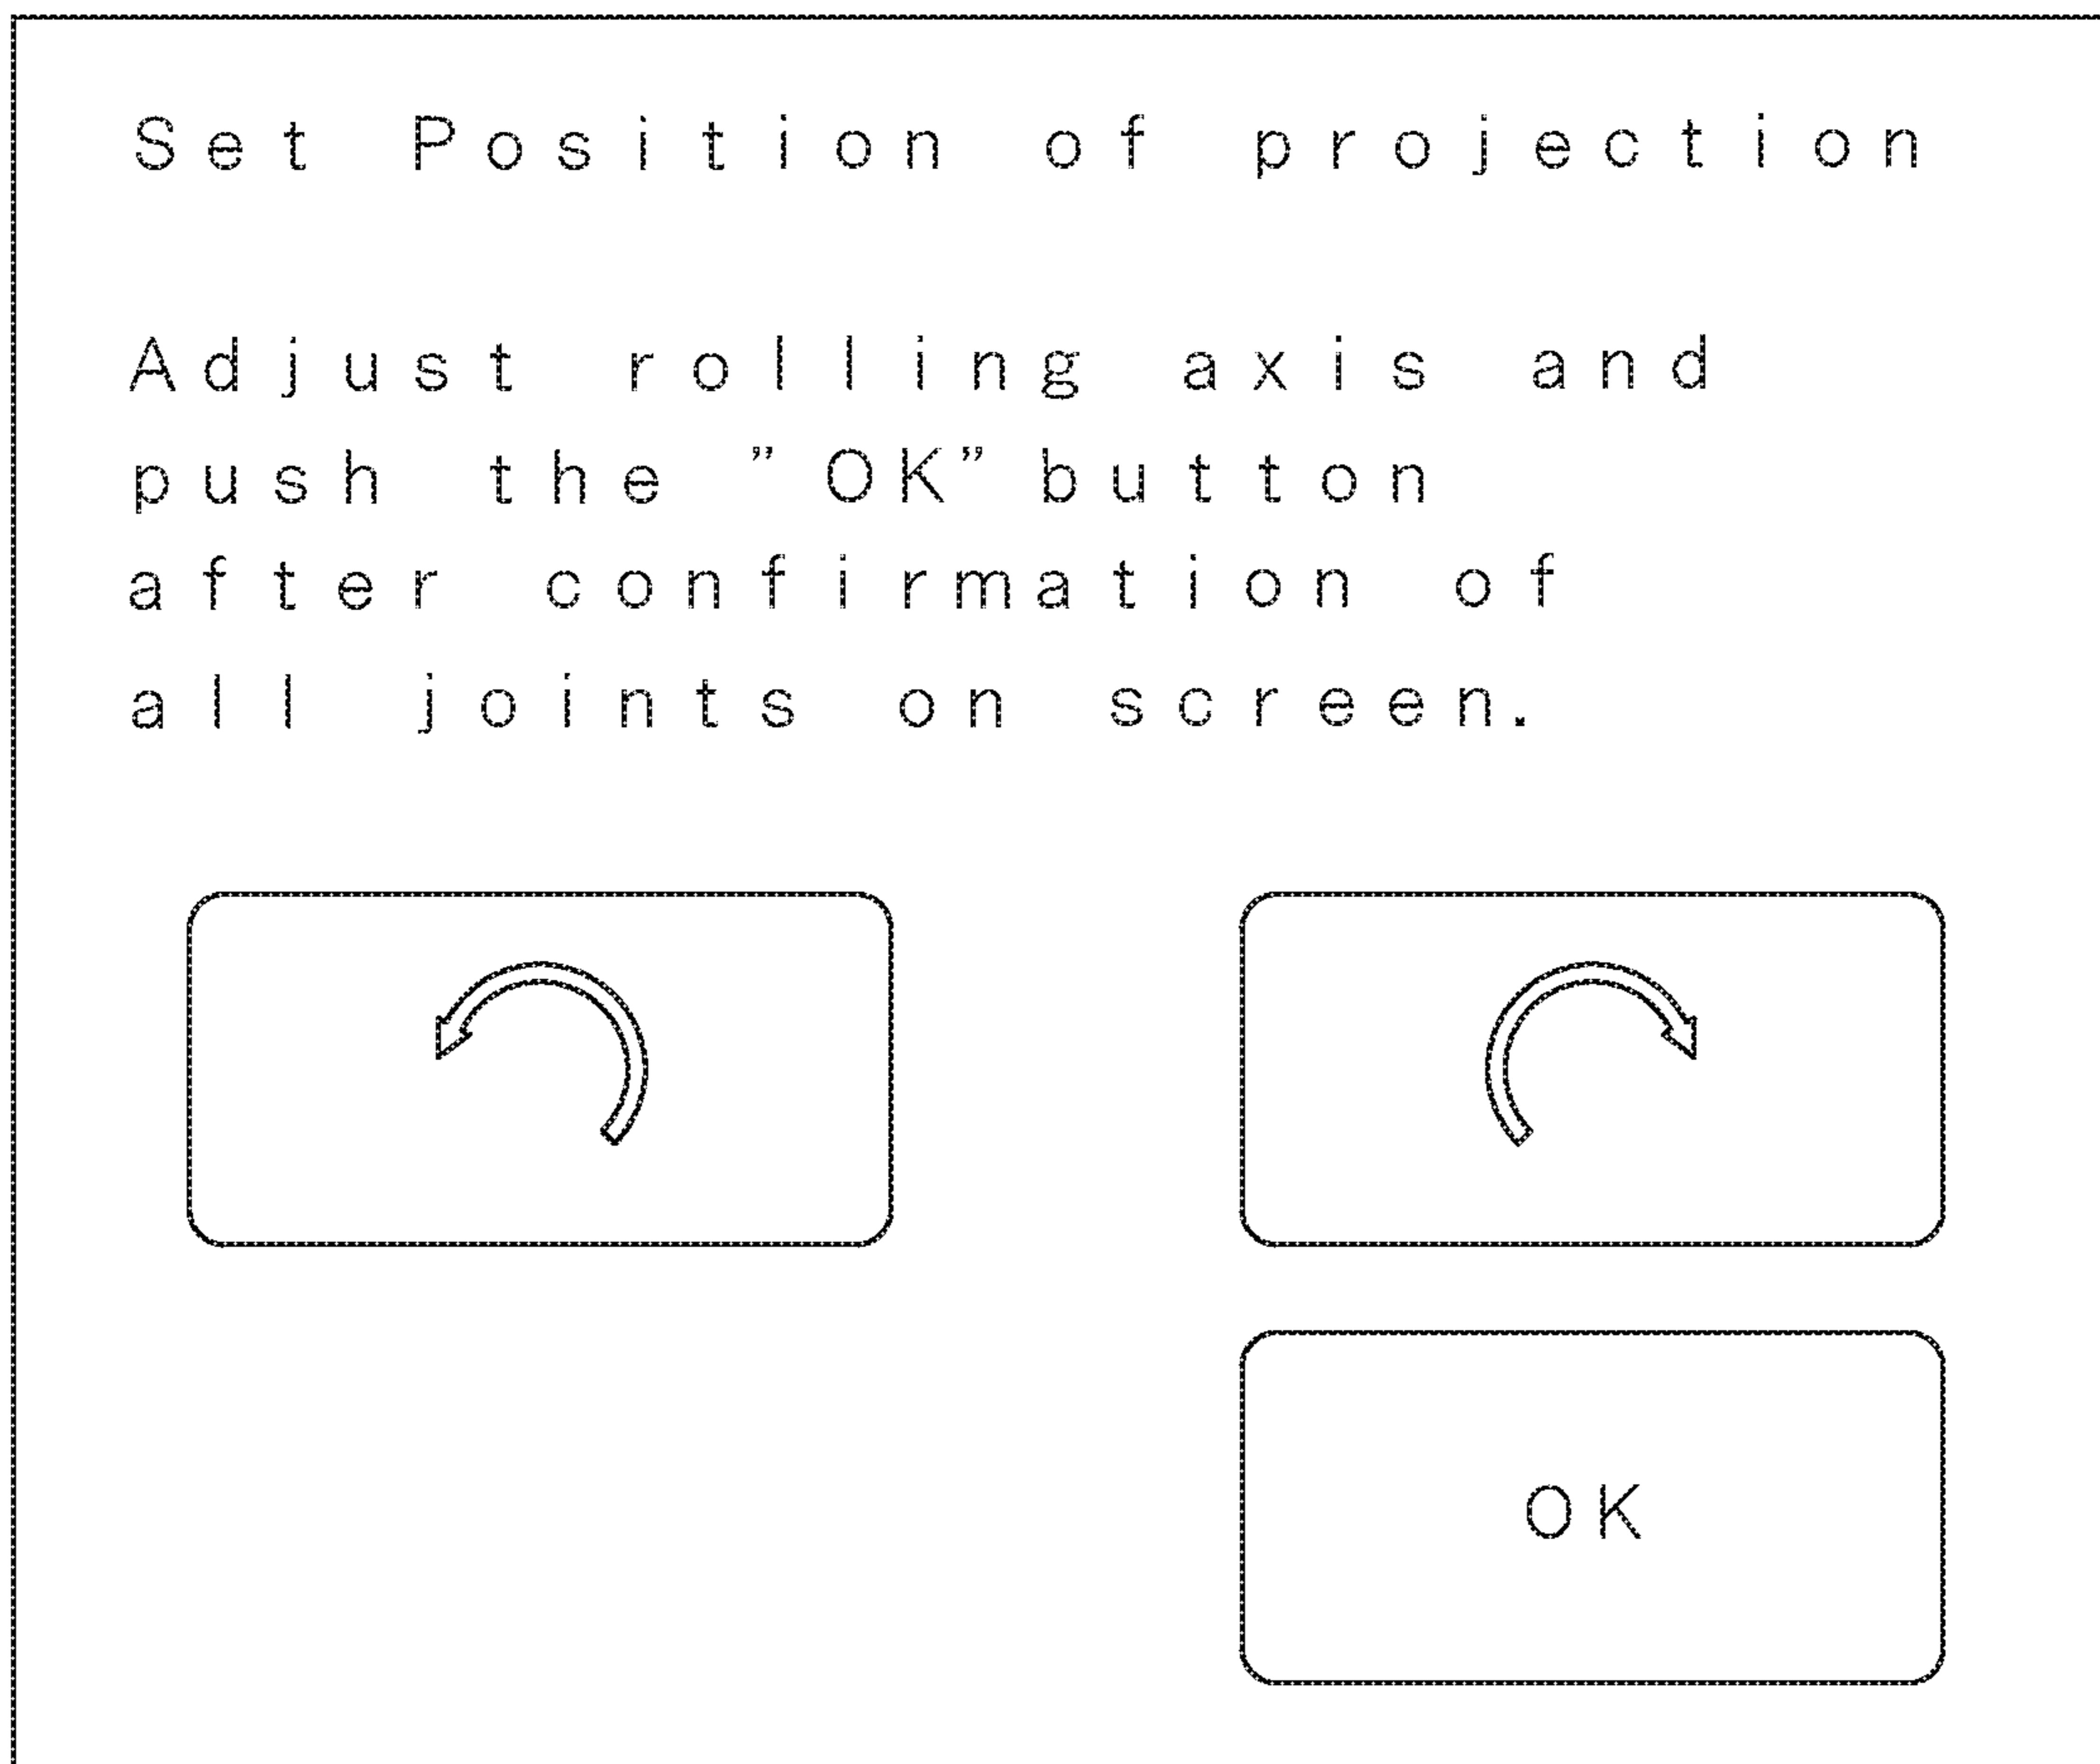 Set Position of projection
Adjust rolling axis and
push the ”OK” button
after confirmation of
all joints on screen.
OK